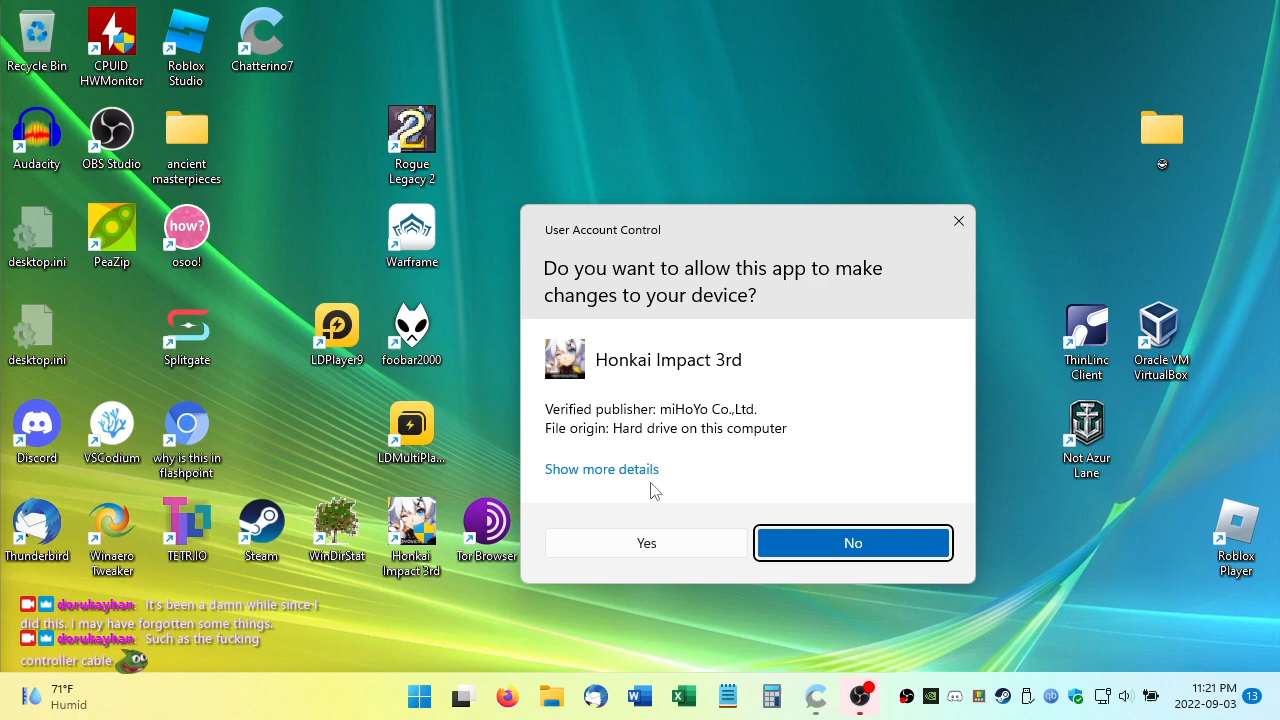 Recycle Bin
CPUID
HWMonitor
Roblox
Studio
Chatterino7
Audacity
OBS Studio
ancient
masterpieces
2
Rogue
Legacy 2
desktop.ini
PeaZip
how?
osoo!
Warframe
desktop.ini
Splitgate
LDPlayer9
foobar2000
Discord
VSCodium
why is this in
flashpoint
LDMultiPla...
Thunderbird
Winaero
Tweaker
TETR.IO
Steam
WinDirStat
Honkai
Impact 3rd
Tor Browser
User Account Control
Do you want to allow this app to make
changes to your device?
Honkai Impact 3rd
Verified publisher: miHoYo Co.,Ltd.
File origin: Hard drive on this computer
Show more details
Yes
No
ThinLinc
Client
Oracle VM
VirtualBox
Not Azur
Lane
Roblox
Player
dorukayhan It's been a damn while since I
did this. I may have forgotten some things.
dorukayhan Such as the fucking
controller cable
71°F
Humid
11:21 PM
2022-09-03
13